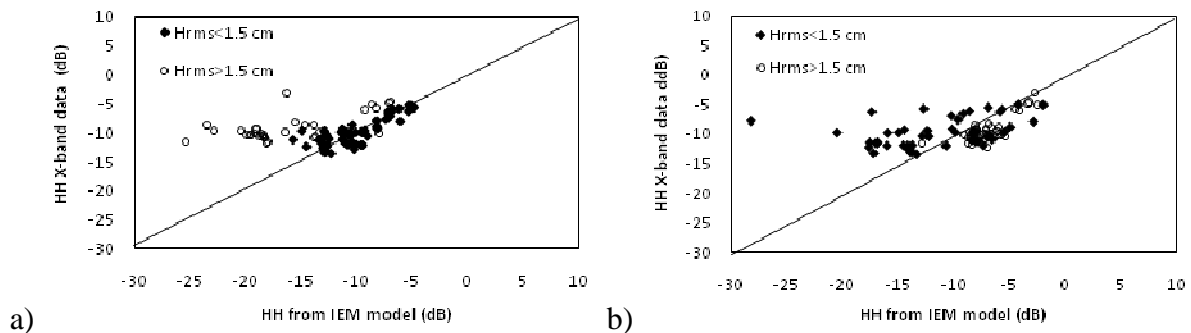 10
5
0
-5
-10
-15
-20
-25
-30
HH X-band data (dB)
Hrms<1.5 cm
Hrms>1.5 cm
-30 -25 -20 -15 -10 -5 0 5 10
HH from IEM model (dB)
a)
10
5
0
-5
-10
-15
-20
-25
-30
HH X-band data ddB)
Hrms<1.5 cm
Hrms>1.5 cm
-30 -25 -20 -15 -10 -5 0 5 10
HH from IEM model (dB)
b)